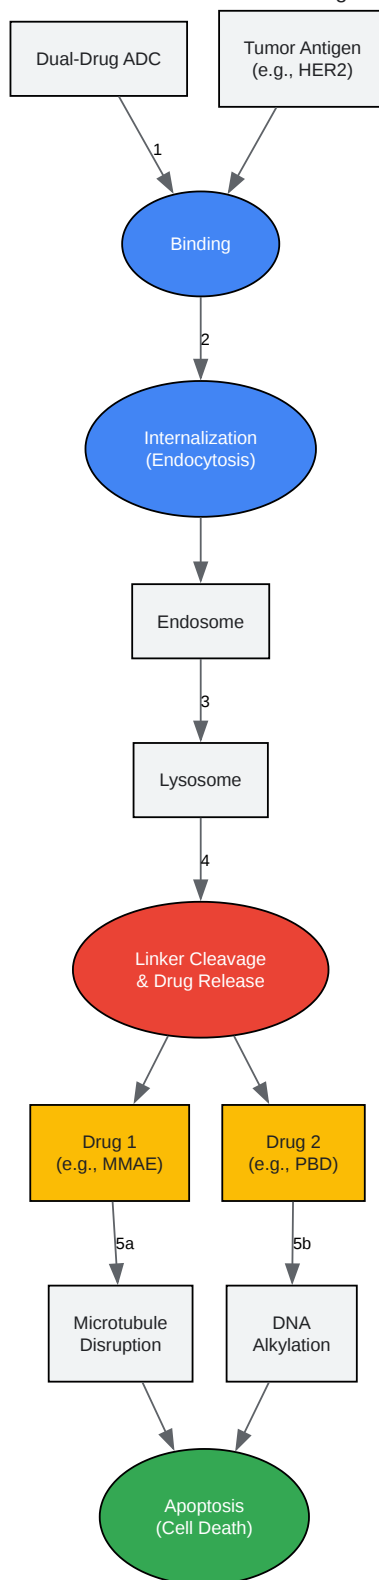 Dual-Drug ADC
Tumor Antigen
(e.g., HER2)
1
Binding
2
Internalization
(Endocytosis)
Endosome
3
Lysosome
4
Linker Cleavage
& Drug Release
Drug 1
(e.g., MMAE)
Drug 2
(e.g., PBD)
5a
5b
Microtubule
Disruption
DNA
Alkylation
Apoptosis
(Cell Death)